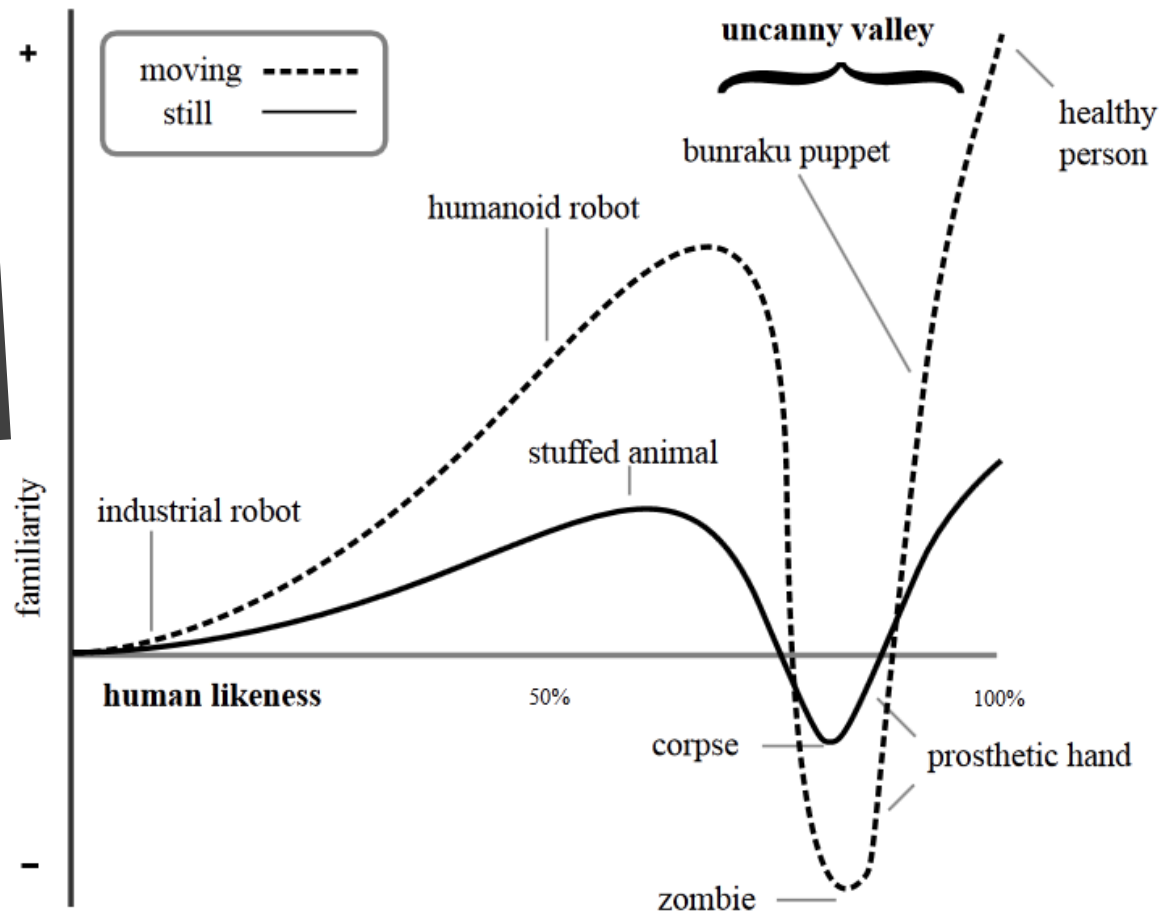 +
uncanny valley
moving
still
healthy
person
bunraku puppet
humanoid robot
stuffed animal
industrial robot
familiarity
human likeness
50%
100%
corpse
prosthetic hand
–
zombie